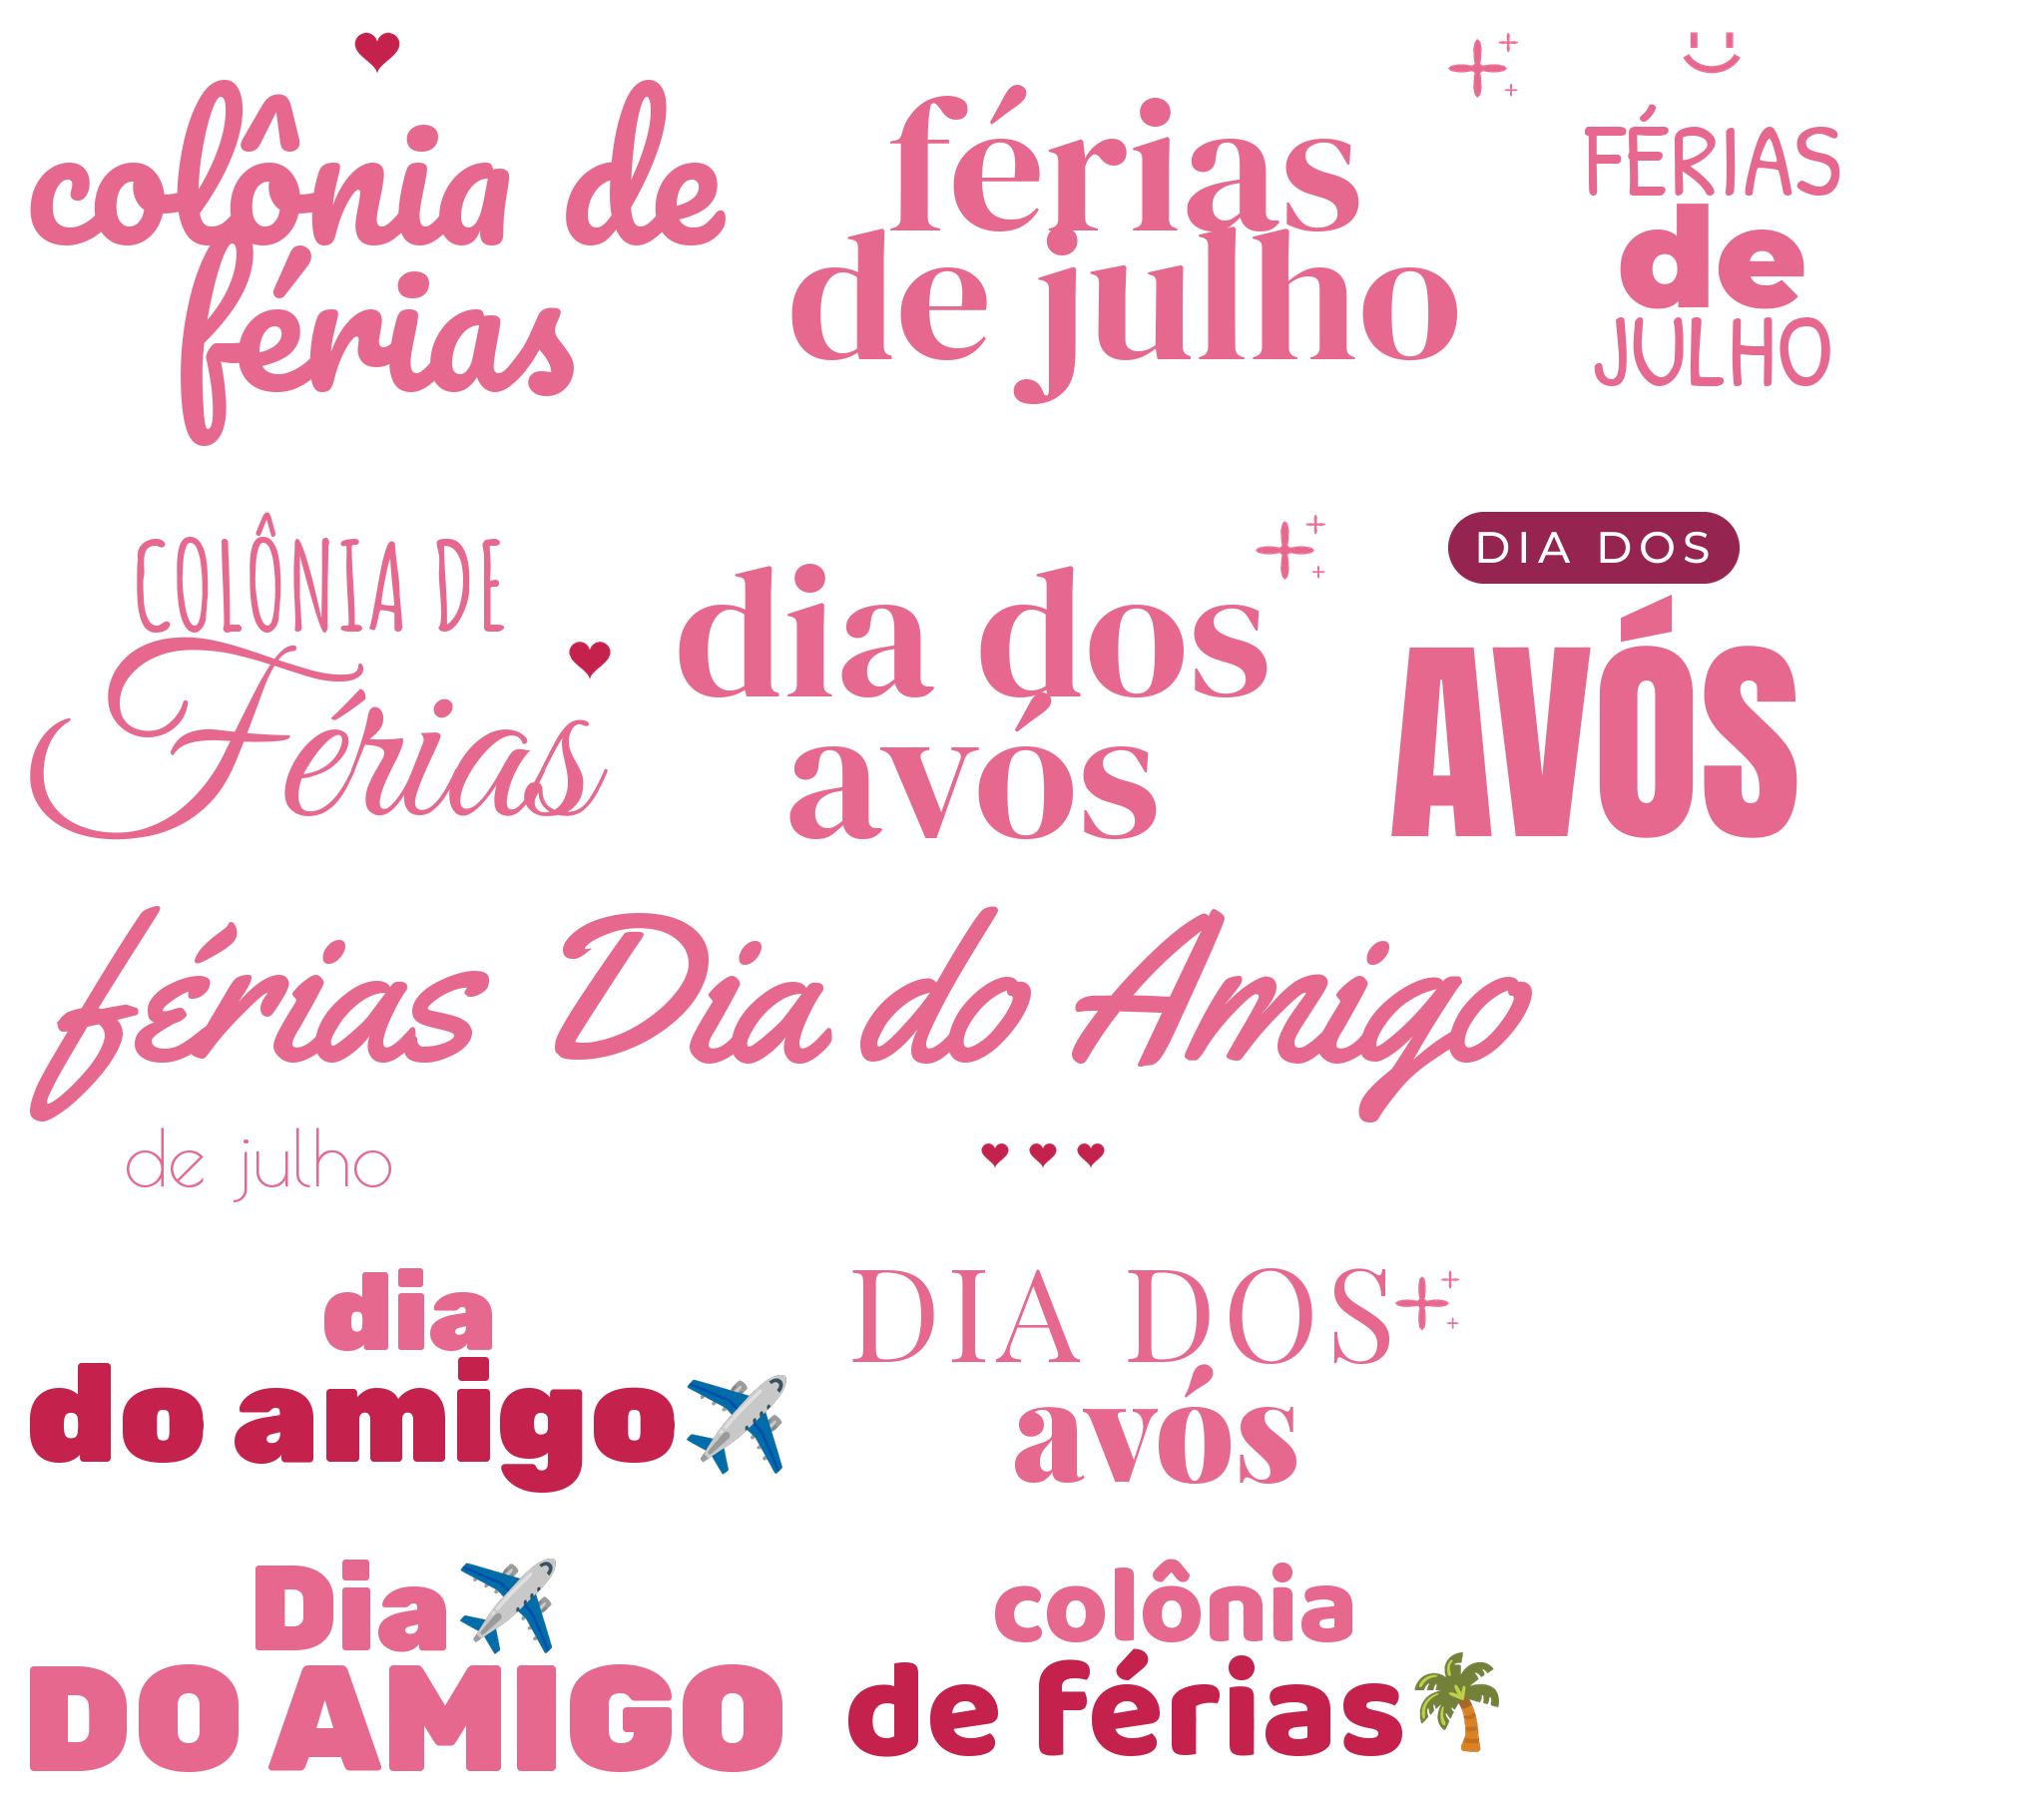 colônia de
férias
férias
de julho
FÉRIAS
de
JULHO
COLÔNIA DE
Férias
dia dos
avós
DIA DOS
AVÓS
férias
de julho
Dia do Amigo
dia
do amigo
DIA DOS
avós
Dia
DO AMIGO
colônia
de férias